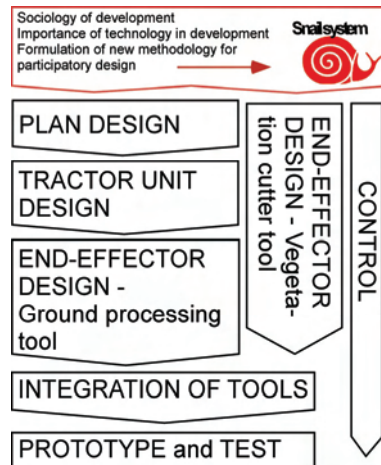 Sociology of development
Importance of technology in development
Formulation of new methodology for
participatory design
Snail system
PLAN DESIGN
TRACTOR UNIT
DESIGN
END-EFFECTOR
DESIGN -
Ground processing
tool
END-EFFECTOR
DESIGN - Vegeta-
tion cutter tool
CONTROL
INTEGRATION OF TOOLS
PROTOTYPE and TEST